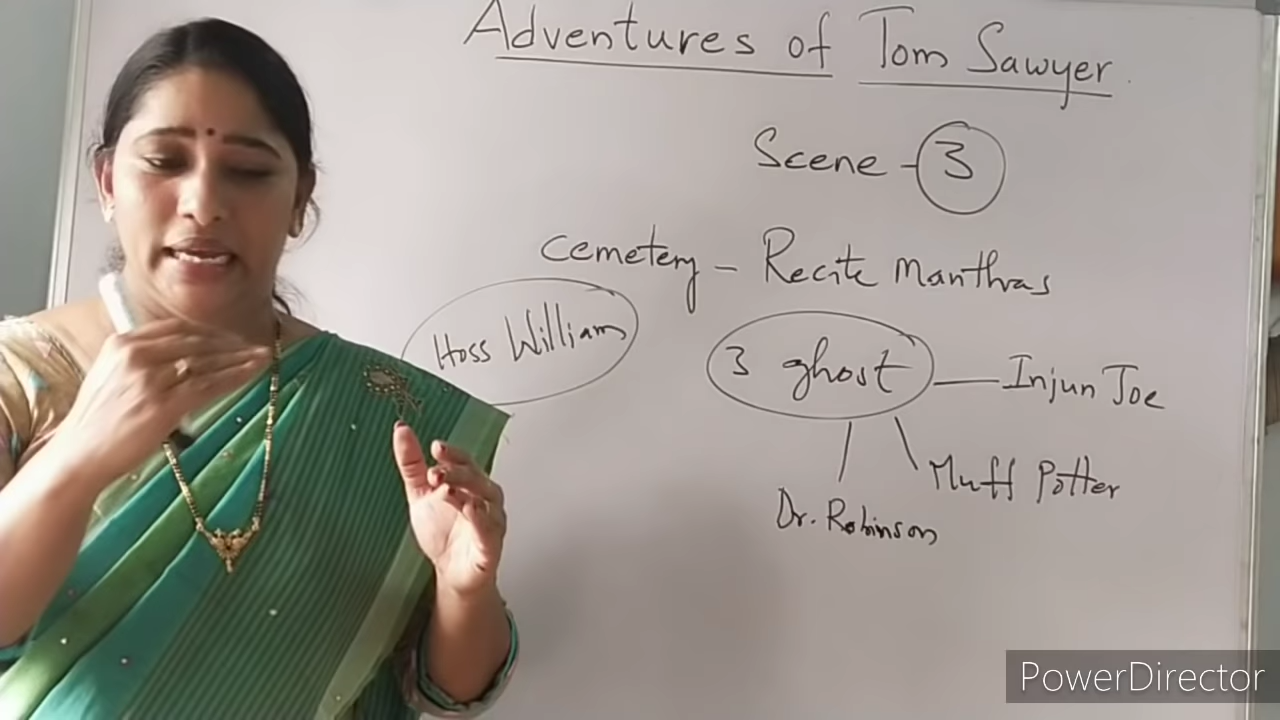 Adventures of Tom Sawyer.
Scene - 3
Cemetery - Recite Manthras
Hoss William
3 ghost
Injun Joe
Muff Potter
Dr. Robinson
PowerDirector